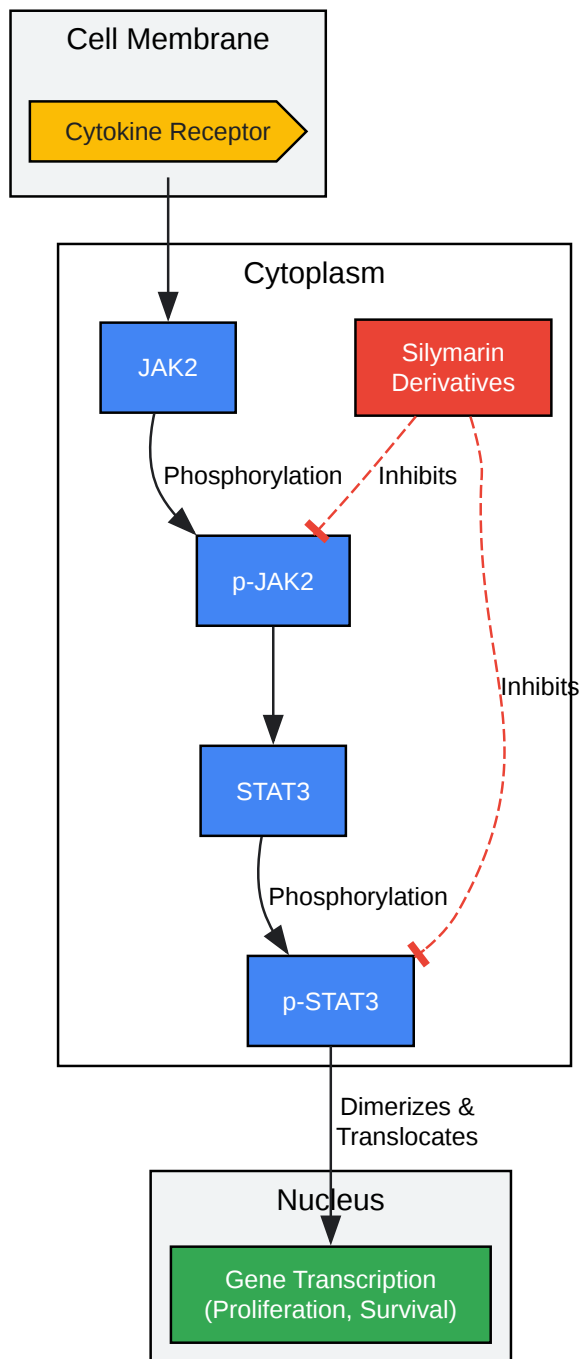 Cell Membrane
Cytokine Receptor
Cytoplasm
JAK2
Silymarin
Derivatives
Phosphorylation
Inhibits
p-JAK2
Inhibits
STAT3
Phosphorylation
p-STAT3
Dimerizes &
Translocates
Nucleus
Gene Transcription
(Proliferation, Survival)